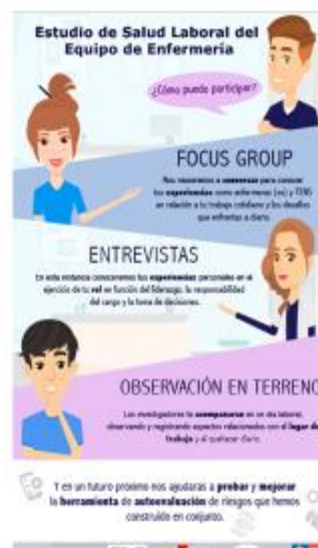 Estudio de Salud Laboral del
Equipo de Enfermería
¿Cómo puedo participar?
FOCUS GROUP
Nos reuniremos a conversar para conocer
tus experiencias como enfermeras (os) y TENS
en relación a tu trabajo cotidiano y los desafíos
que enfrentas a diario.
ENTREVISTAS
En esta instancia conoceremos tus experiencias personales en el
ejercicio de tu rol en función del liderazgo, la responsabilidad
del cargo y la toma de decisiones.
OBSERVACIÓN EN TERRENO
Los investigadores te acompañarán en un día laboral,
observando y registrando aspectos relacionados con el lugar de
trabajo y el quehacer diario.
Y en un futuro próximo nos ayudaras a probar y mejorar
la herramienta de autoevaluación de riesgos que hemos
construido en conjunto.